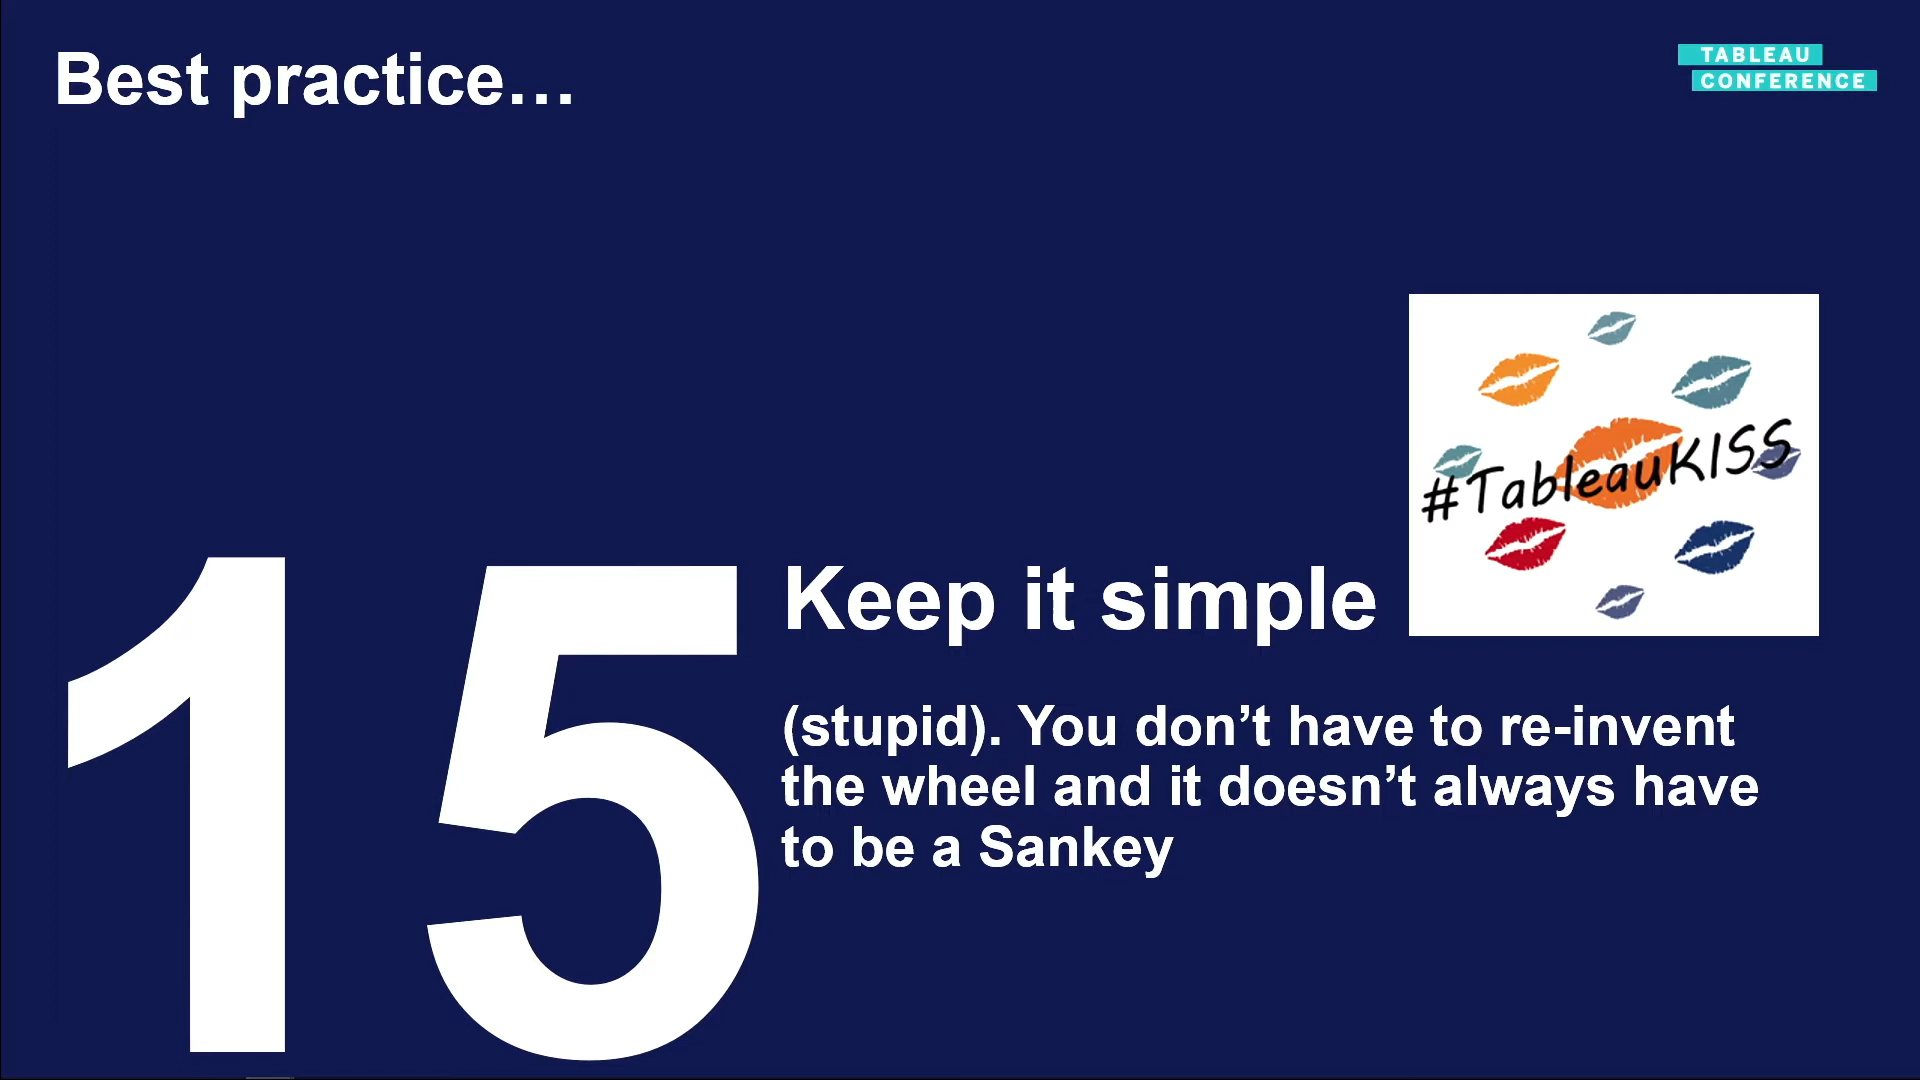 Best practice…
TABLEAU
CONFERENCE
#TableauKISS
15
Keep it simple
(stupid). You don’t have to re-invent
the wheel and it doesn’t always have
to be a Sankey